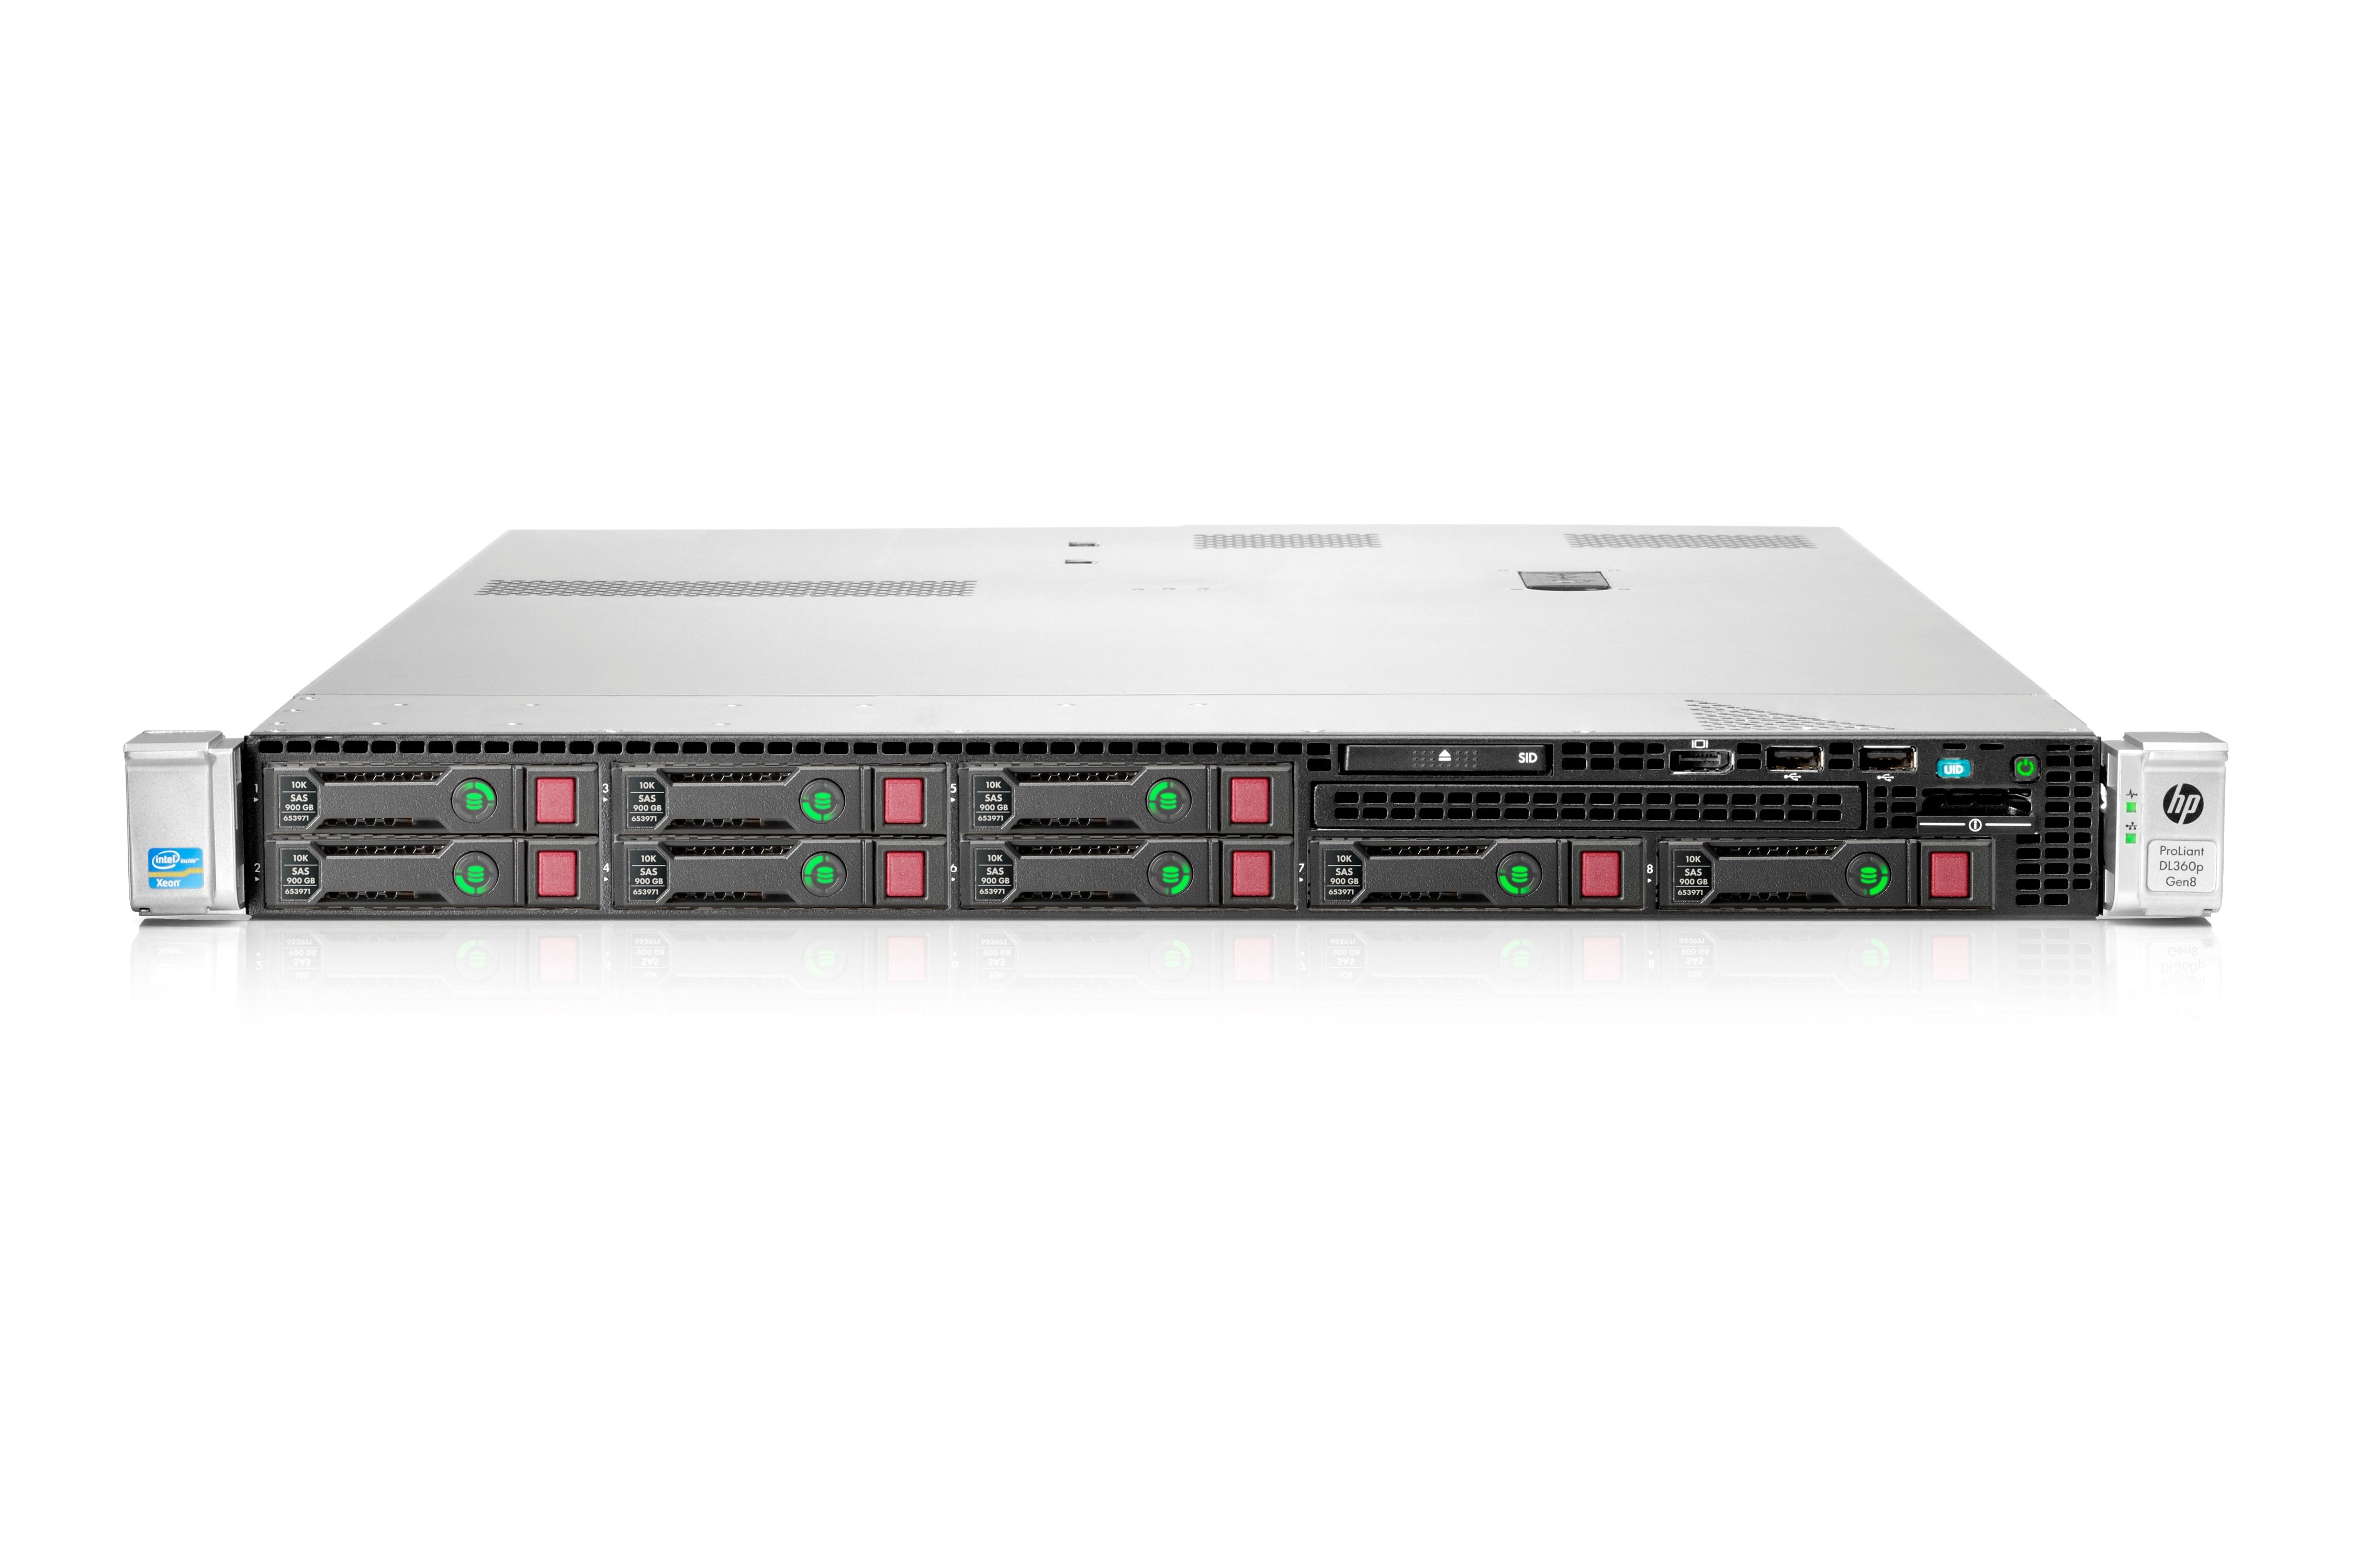 1
10K
SAS
900 GB
653971
3
10K
SAS
900 GB
653971
5
10K
SAS
900 GB
653971
SID
UID
hp
ProLiant
DL360p
Gen8
intel inside™
Xeon®
2
10K
SAS
900 GB
653971
4
10K
SAS
900 GB
653971
6
10K
SAS
900 GB
653971
7
10K
SAS
900 GB
653971
8
10K
SAS
900 GB
653971